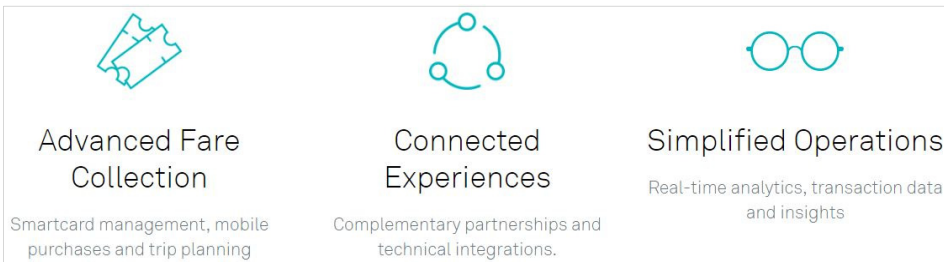 Advanced Fare
Collection
Smartcard management, mobile
purchases and trip planning
Connected
Experiences
Complementary partnerships and
technical integrations.
Simplified Operations
Real-time analytics, transaction data
and insights